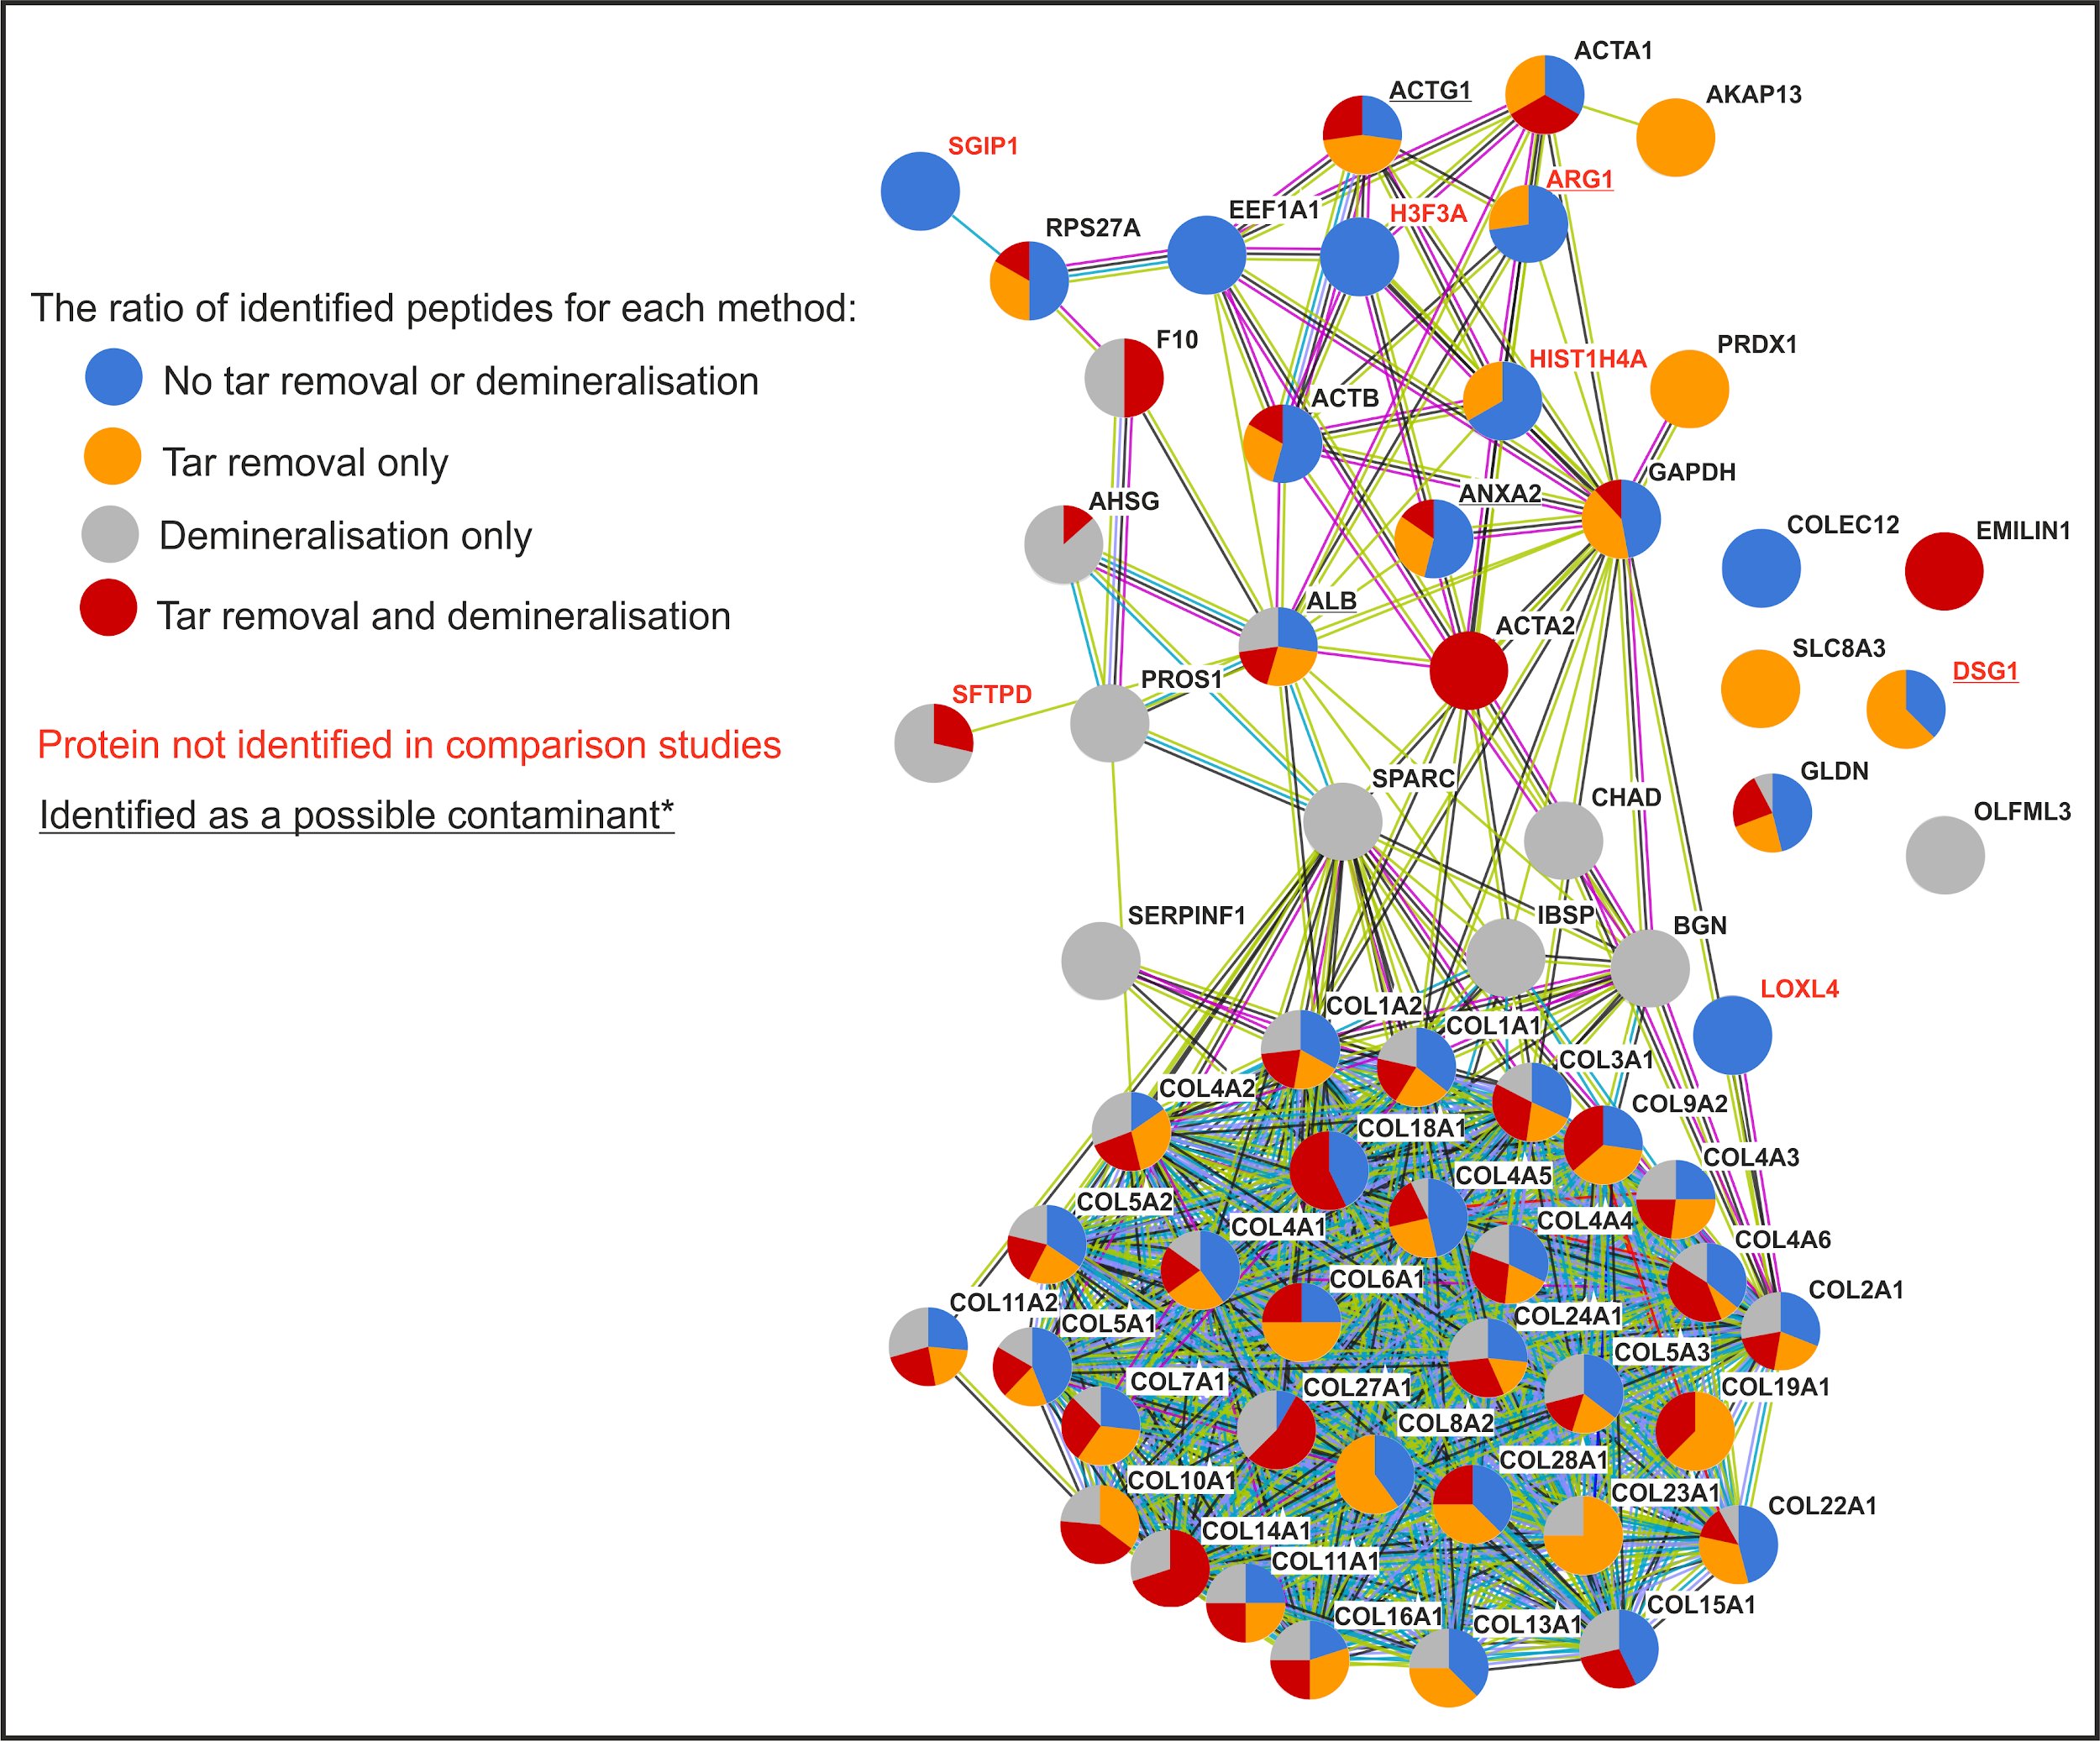 The ratio of identified peptides for each method:
No tar removal or demineralisation
Tar removal only
Demineralisation only
Tar removal and demineralisation
Protein not identified in comparison studies
Identified as a possible contaminant*
ACTA1
ACTG1
AKAP13
SGIP1
ARG1
EEF1A1
H3F3A
RPS27A
F10
PRDX1
HIST1H4A
ACTB
GAPDH
AHSG
ANXA2
COLEC12
EMILIN1
ALB
ACTA2
SLC8A3
DSG1
PROS1
SFTPD
SPARC
GLDN
CHAD
OLFML3
SERPINF1
IBSP
BGN
LOXL4
COL1A2
COL1A1
COL3A1
COL4A2
COL9A2
COL18A1
COL4A3
COL4A5
COL5A2
COL4A1
COL4A4
COL4A6
COL6A1
COL2A1
COL11A2
COL5A1
COL24A1
COL5A3
COL7A1
COL27A1
COL19A1
COL8A2
COL28A1
COL10A1
COL23A1
COL22A1
COL14A1
COL11A1
COL16A1
COL13A1
COL15A1